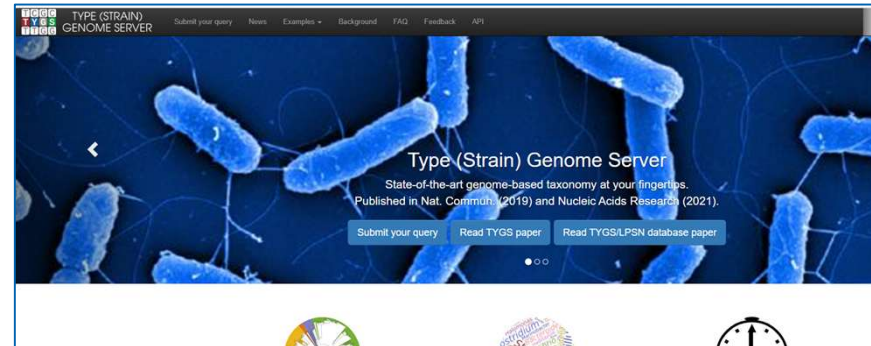 TCGC
TYGS
TTGG
TYPE (STRAIN)
GENOME SERVER
Submit your query
News
Examples
Background
FAQ
Feedback
API
Type (Strain) Genome Server
State-of-the-art genome-based taxonomy at your fingertips.
Published in Nat. Commun. (2019) and Nucleic Acids Research (2021).
Submit your query
Read TYGS paper
Read TYGS/LPSN database paper